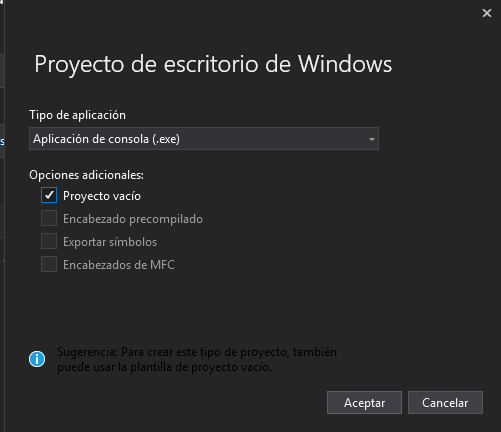 Proyecto de escritorio de Windows
Tipo de aplicación
Aplicación de consola (.exe)
Opciones adicionales:
Proyecto vacío
Encabezado precompilado
Exportar símbolos
Encabezados de MFC
Sugerencia: Para crear este tipo de proyecto, también
puede usar la plantilla de proyecto vacío.
Aceptar
Cancelar